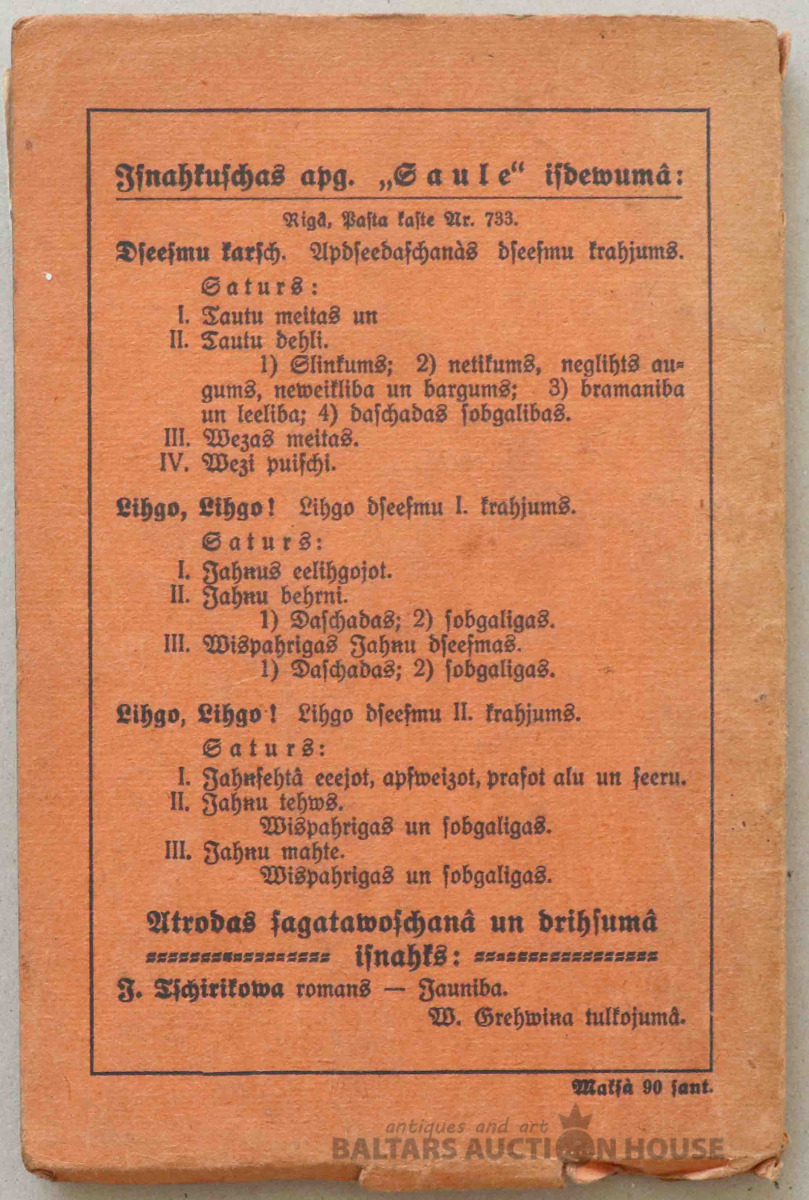 Jſnahkuſchas apg. „Saule“ iſdewumâ:
Rigâ, Paſta kaſte Nr. 733.
Dſeeſmu karſch. Apdſeedaſchanàs dſeeſmu krahjums.
Saturs:
I. Tautu meitas un
II. Tautu dehli.
1) Slinkums; 2) netikums, neglihts au-
gums, neweikliba un bargums; 3) bramaniba
un leeliba; 4) daſchadas ſobgalibas.
III. Wezas meitas.
IV. Wezi puiſchi.
Lihgo, Lihgo! Lihgo dſeeſmu I. krahjums.
Saturs:
I. Jahnus eelihgojot.
II. Jahnu behrni.
1) Daſchadas; 2) ſobgaligas.
III. Wispahrigas Jahnu dſeeſmas.
1) Daſchadas; 2) ſobgaligas.
Lihgo, Lihgo! Lihgo dſeeſmu II. krahjums.
Saturs:
I. Jahnſehtâ eeejot, apſweizot, praſot alu un ſeeru.
II. Jahnu tehws.
Wispahrigas un ſobgaligas.
III. Jahnu mahte.
Wispahrigas un ſobgaligas.
Atrodas ſagatawoſchanâ un drihſumâ
iſnahks:
J. Tſchirikowa romans — Jauniba.
W. Grehwina tulkojumâ.
Makſà 90 ſant.
antiques and art
BALTARS AUCTION HOUSE